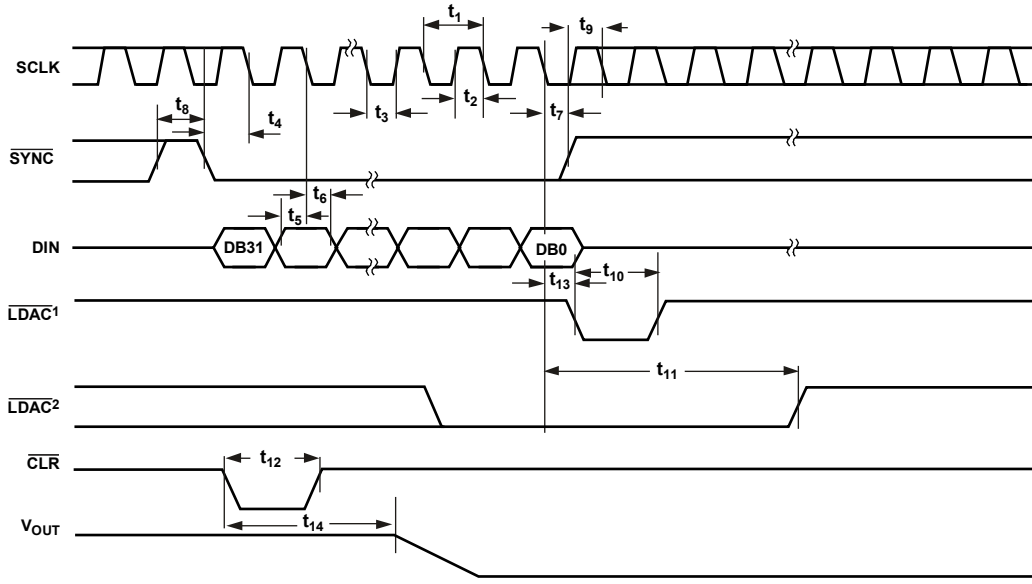 t1
t9
SCLK
t8
t4
t3
t2
t7
SYNC
t6
t5
DIN
DB31
DB0
t13
t10
LDAC1
t11
LDAC2
CLR
t12
VOUT
t14